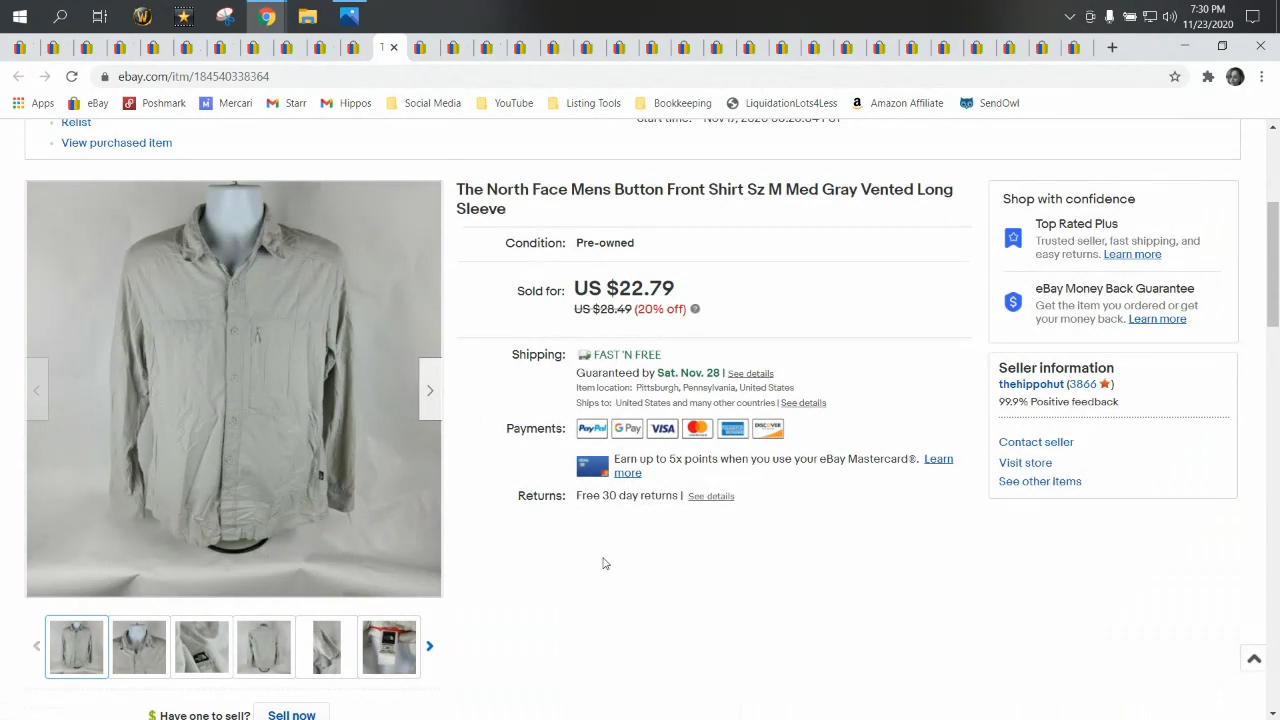 7:30 PM
11/23/2020
ebay.com/itm/184540338364
Apps eBay Poshmark Mercari Starr Hippos Social Media YouTube Listing Tools Bookkeeping LiquidationLots4Less Amazon Affiliate SendOwl
Relist
View purchased item
The North Face Mens Button Front Shirt Sz M Med Gray Vented Long
Sleeve
Condition: Pre-owned
Sold for: US $22.79
US $28.49 (20% off)
Shipping: FAST 'N FREE
Guaranteed by Sat. Nov. 28 | See details
Item location: Pittsburgh, Pennsylvania, United States
Ships to: United States and many other countries | See details
Payments: PayPal G Pay VISA DISCOVER
Earn up to 5x points when you use your eBay Mastercard®. Learn
more
Returns: Free 30 day returns | See details
Shop with confidence
Top Rated Plus
Trusted seller, fast shipping, and
easy returns. Learn more
eBay Money Back Guarantee
Get the item you ordered or get
your money back. Learn more
Seller information
thehippohut (3866 )
99.9% Positive feedback
Contact seller
Visit store
See other items
Have one to sell? Sell now